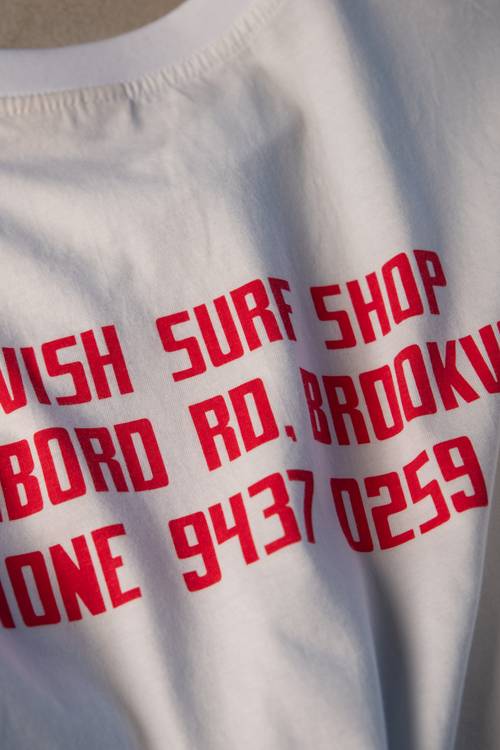 VISH SURF SHOP
BORD RD, BROOKV
ONE 9437 0259